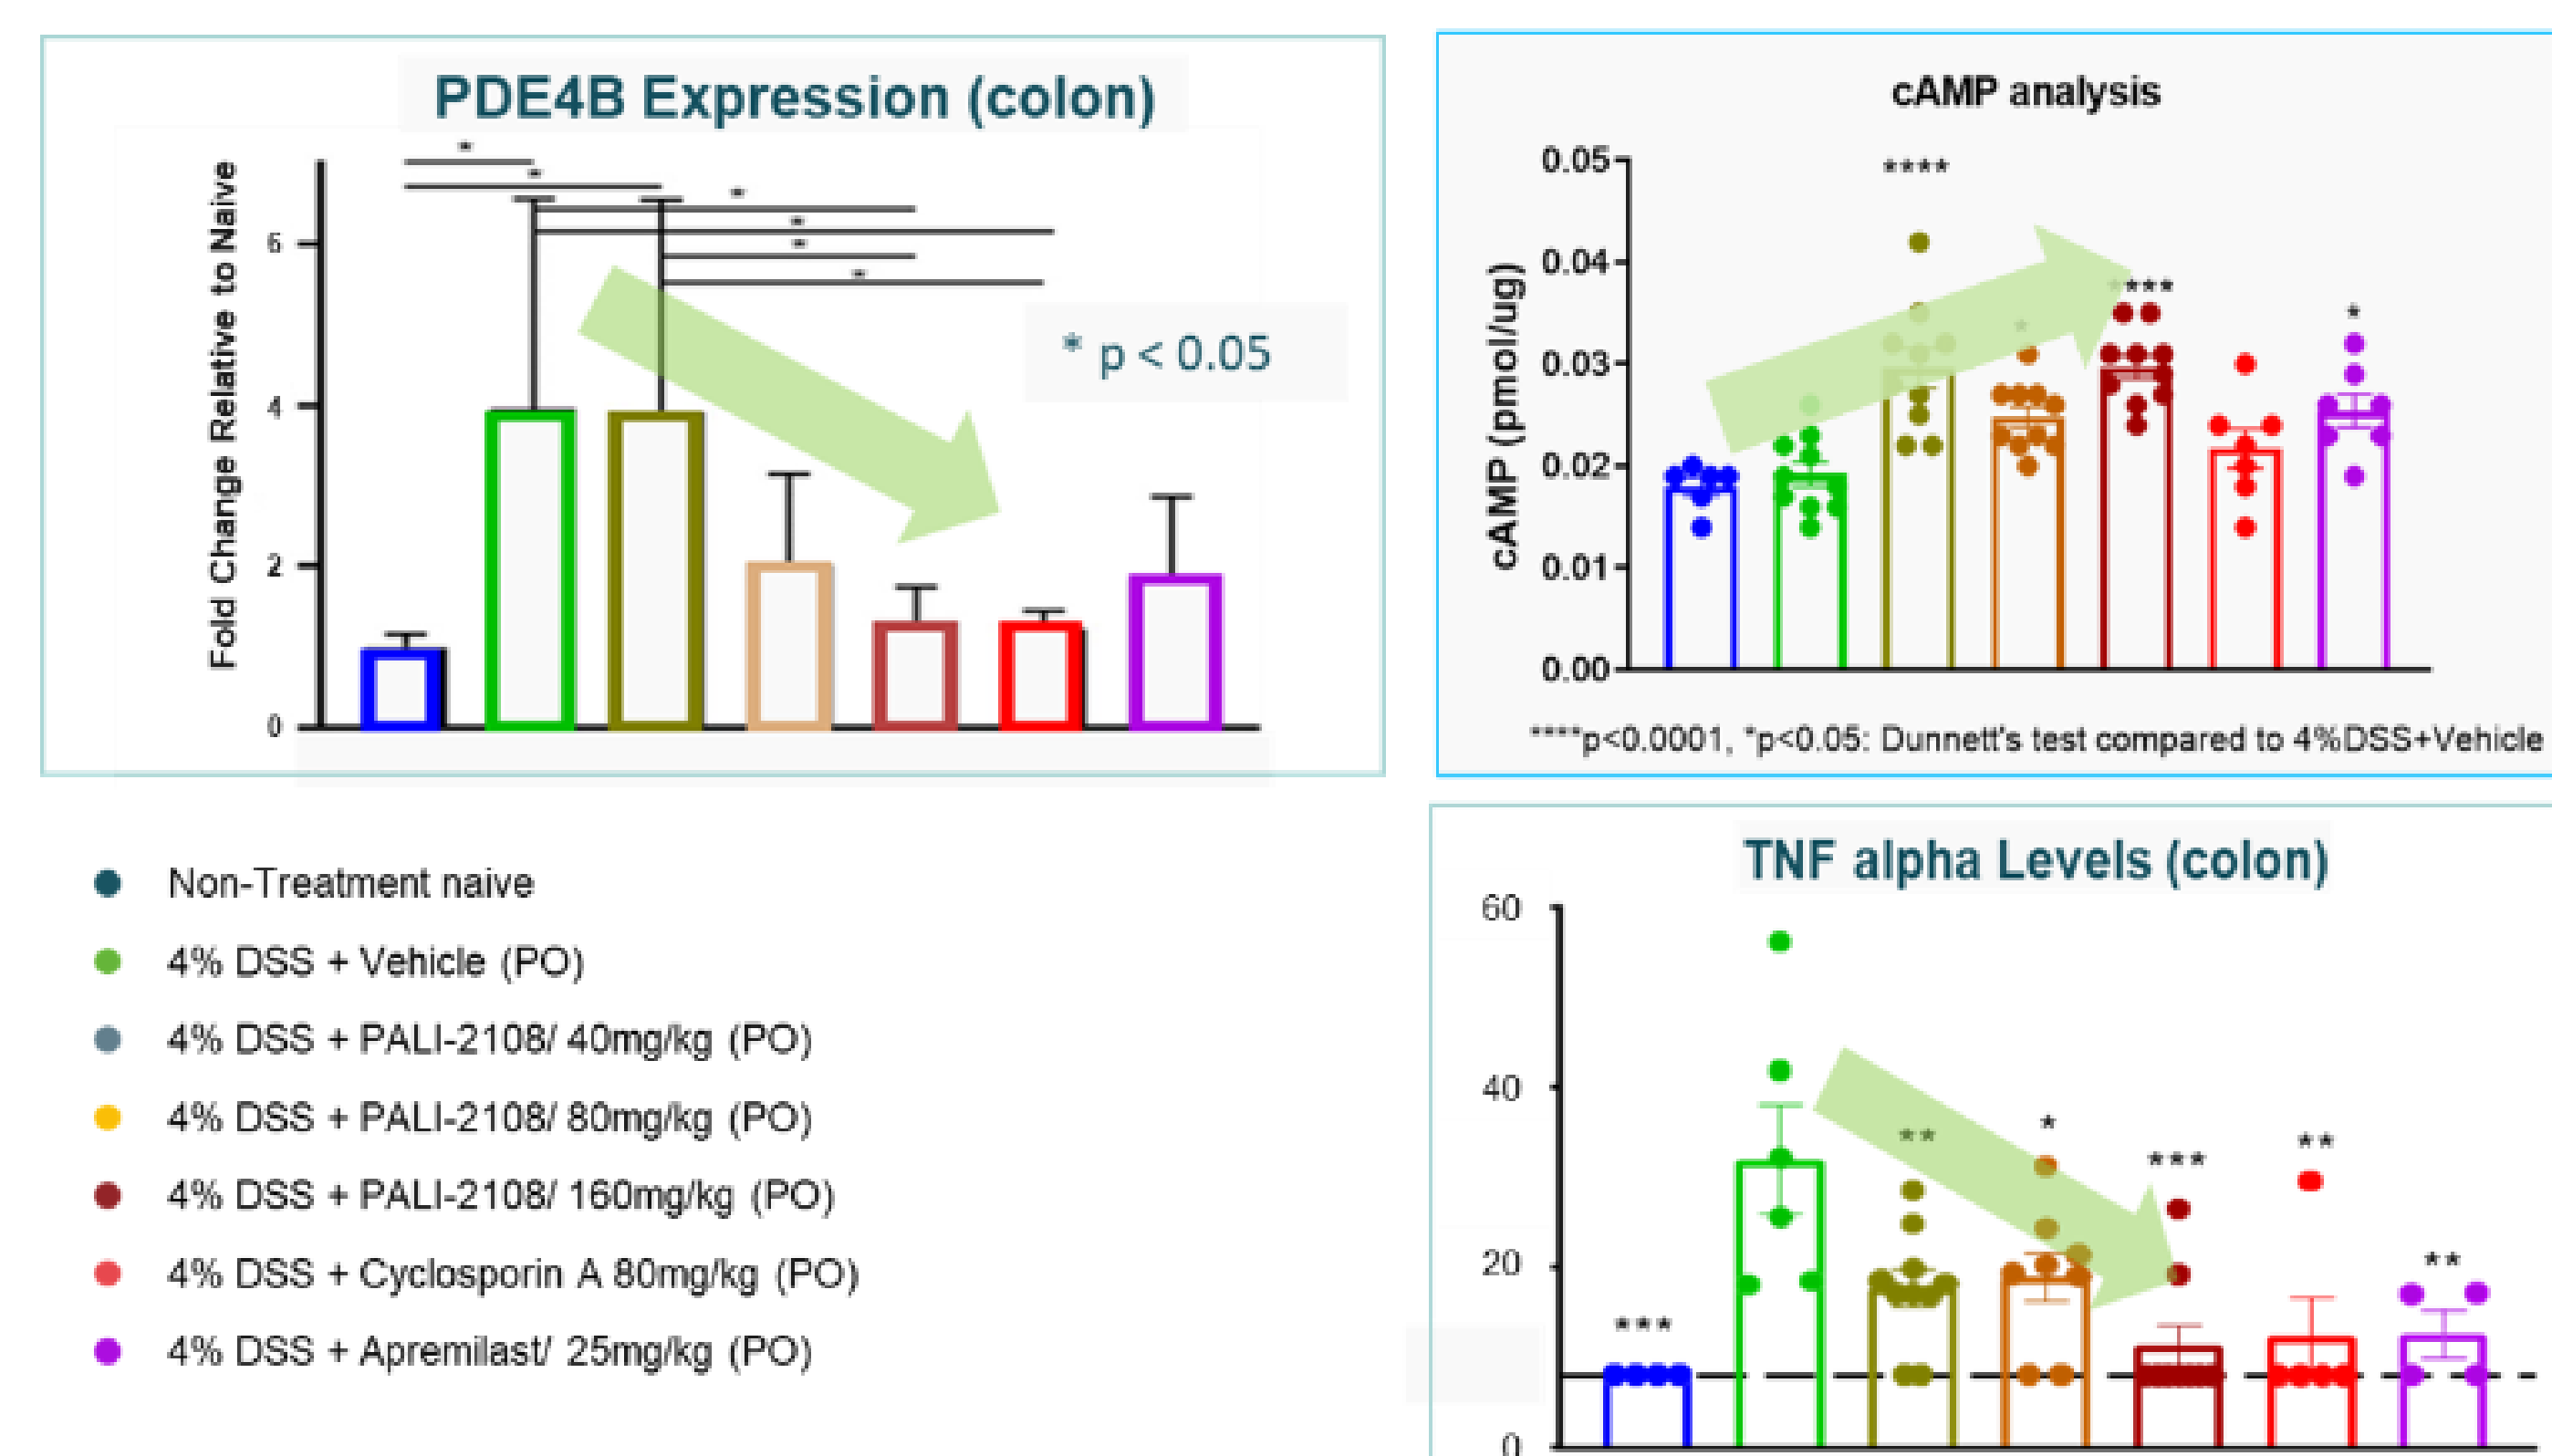 PDE4B Expression (colon)
Fold Change Relative to Naive
*
*
*
*
*
*
6
4
2
0
* p < 0.05
cAMP analysis
cAMP (pmol/ug)
0.05
0.04
0.03
0.02
0.01
0.00
****
*
****
*
****p<0.0001, *p<0.05: Dunnett's test compared to 4%DSS+Vehicle
Non-Treatment naive
4% DSS + Vehicle (PO)
4% DSS + PALI-2108/ 40mg/kg (PO)
4% DSS + PALI-2108/ 80mg/kg (PO)
4% DSS + PALI-2108/ 160mg/kg (PO)
4% DSS + Cyclosporin A 80mg/kg (PO)
4% DSS + Apremilast/ 25mg/kg (PO)
TNF alpha Levels (colon)
60
40
20
0
***
**
*
***
**
**